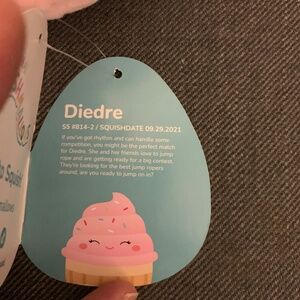 Diedre
SS #814-2 / SQUISHDATE 09.29.2021
If you've got rhythm and can handle some
competition, you might be the perfect match
for Diedre. She and her friends love to jump
rope and are getting ready for a big contest.
They're looking for the best jump ropers
around, are you ready to jump on in?